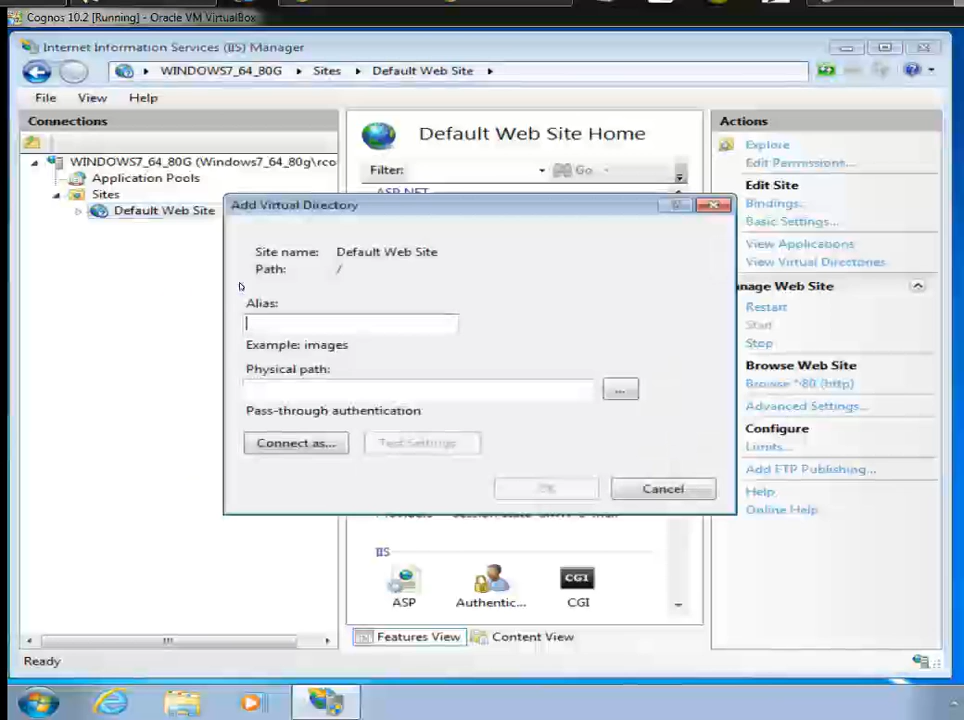 Cognos 10.2 [Running] - Oracle VM VirtualBox
Internet Information Services (IIS) Manager
WINDOWS7_64_80G
Sites
Default Web Site
File View Help
Connections
WINDOWS7_64_80G (Windows7_64_80g\rco
Application Pools
Sites
Default Web Site
Default Web Site Home
Filter:
Go
ASP.NET
Add Virtual Directory
Site name: Default Web Site
Path: /
Alias:
Example: images
Physical path:
...
Pass-through authentication
Connect as...
Test Settings...
OK
Cancel
IIS
ASP
Authentic...
CGI
CGI
Features View
Content View
Actions
Explore
Edit Permissions...
Edit Site
Bindings...
Basic Settings...
View Applications
View Virtual Directories
nage Web Site
Restart
Start
Stop
Browse Web Site
Browse *:80 (http)
Advanced Settings...
Configure
Limits...
Add FTP Publishing...
Help
Online Help
Ready